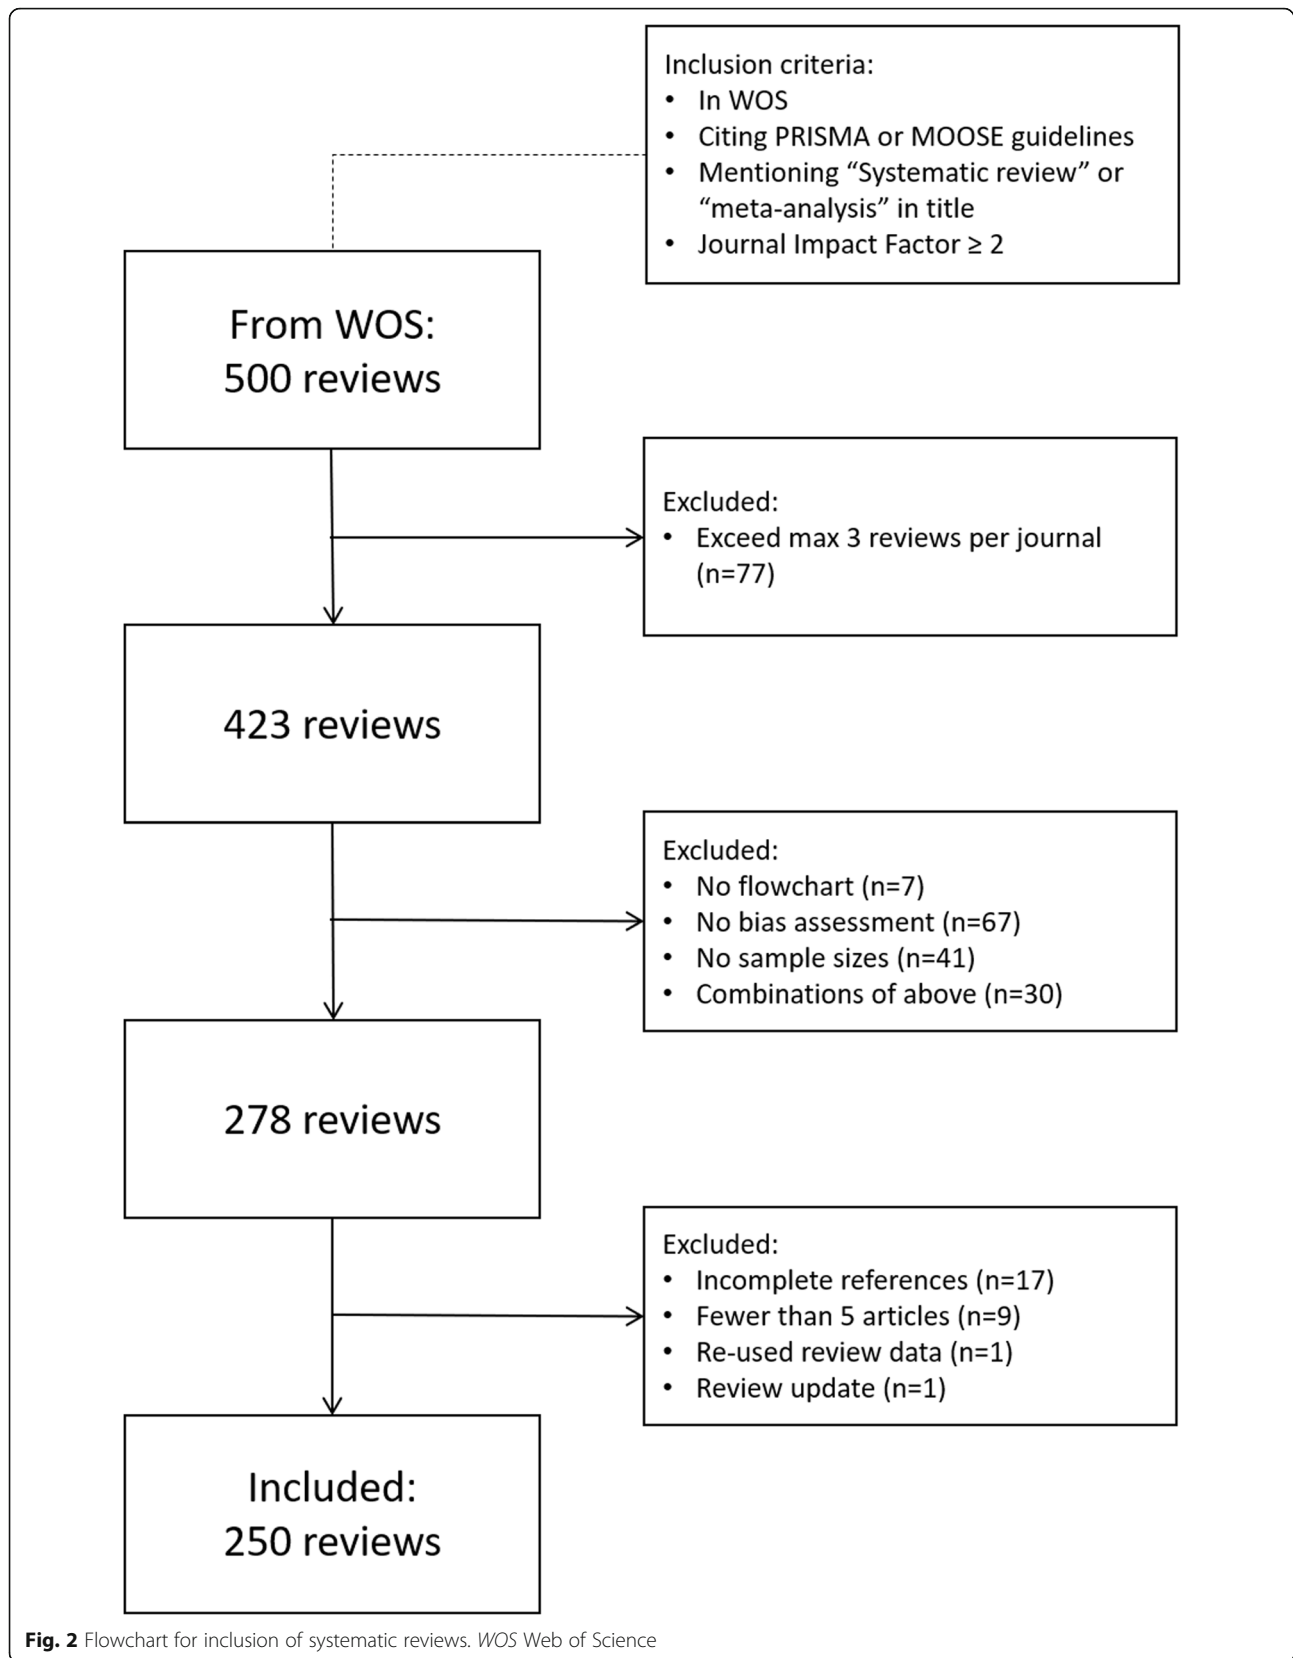 Inclusion criteria:
• In WOS
• Citing PRISMA or MOOSE guidelines
• Mentioning “Systematic review” or
“meta-analysis” in title
• Journal Impact Factor ≥ 2
From WOS:
500 reviews
Excluded:
• Exceed max 3 reviews per journal
(n=77)
423 reviews
Excluded:
• No flowchart (n=7)
• No bias assessment (n=67)
• No sample sizes (n=41)
• Combinations of above (n=30)
278 reviews
Excluded:
• Incomplete references (n=17)
• Fewer than 5 articles (n=9)
• Re-used review data (n=1)
• Review update (n=1)
Included:
250 reviews
Fig. 2 Flowchart for inclusion of systematic reviews. WOS Web of Science